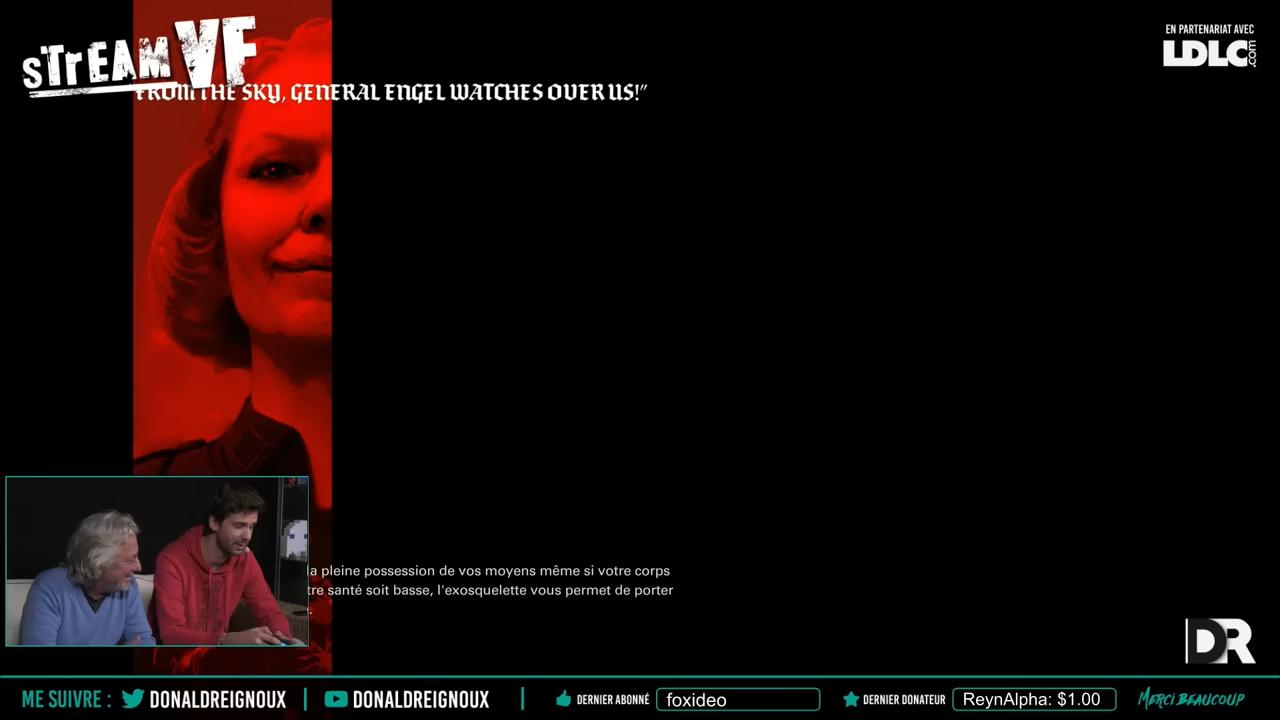 STREAM VF
EN PARTENARIAT AVEC
LDLC.com
FROM THE SKY, GENERAL ENGEL WATCHES OVER US!”
la pleine possession de vos moyens même si votre corps
tre santé soit basse, l'exosquelette vous permet de porter
.
DR
ME SUIVRE : DONALDREIGNOUX | DONALDREIGNOUX | DERNIER ABONNÉ foxideo DERNIER DONATEUR ReynAlpha: $1.00 MERCI BEAUCOUP